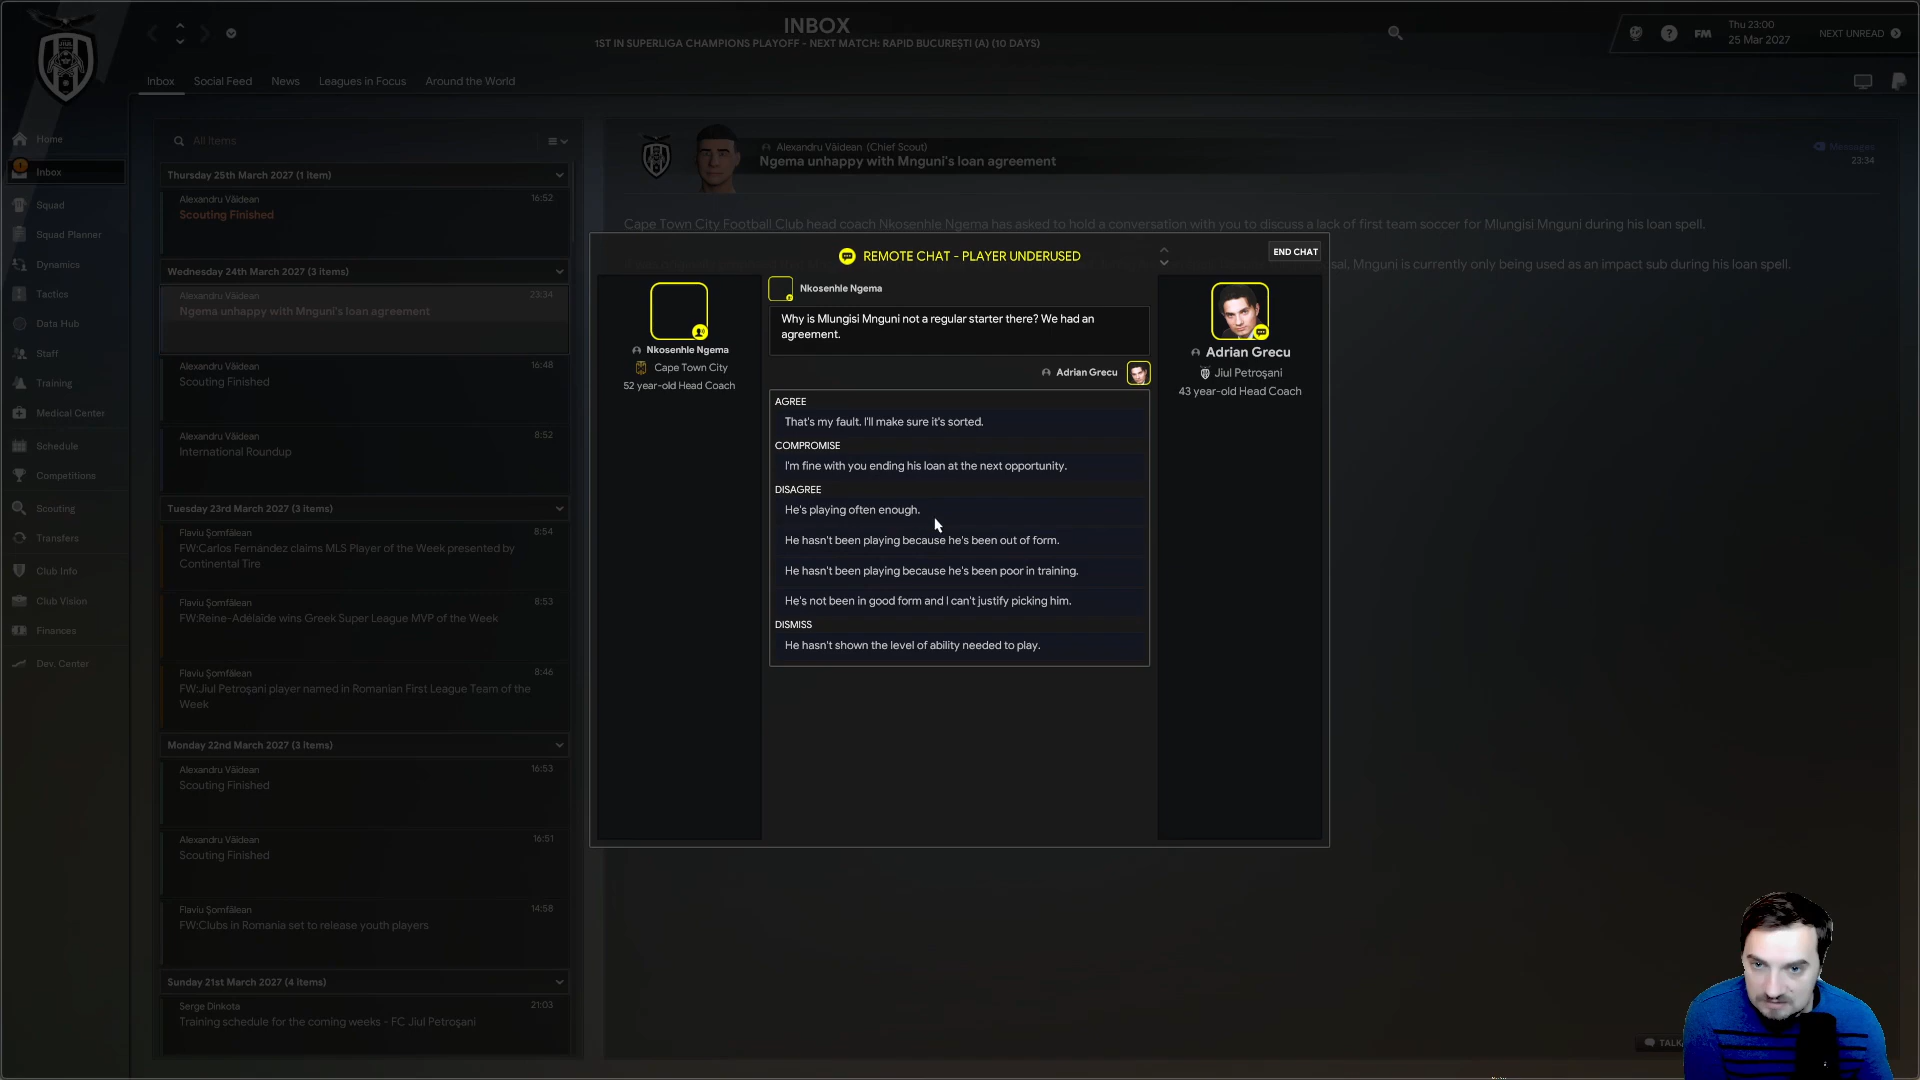 INBOX
1ST IN SUPERLIGA CHAMPIONS PLAYOFF - NEXT MATCH: RAPID BUCUREȘTI (A) (10 DAYS)
FM
Thu 23:00
25 Mar 2027
NEXT UNREAD
Inbox
Social Feed
News
Leagues in Focus
Around the World
Home
Inbox
Squad
Squad Planner
Dynamics
Tactics
Data Hub
Staff
Training
Medical Center
Schedule
Competitions
Scouting
Transfers
Club Info
Club Vision
Finances
Dev. Center
All Items
Thursday 25th March 2027 (1 item)
Alexandru Văidean 16:52
Scouting Finished
Wednesday 24th March 2027 (3 items)
Alexandru Văidean 23:34
Ngema unhappy with Mnguni's loan agreement
Alexandru Văidean 16:48
Scouting Finished
Alexandru Văidean 8:52
International Roundup
Tuesday 23rd March 2027 (3 items)
Flaviu Șomfălean 8:54
FW:Carlos Fernández claims MLS Player of the Week presented by
Continental Tire
Flaviu Șomfălean 8:53
FW:Reine-Adélaïde wins Greek Super League MVP of the Week
Flaviu Șomfălean 8:46
FW:Jiul Petroșani player named in Romanian First League Team of the
Week
Monday 22nd March 2027 (3 items)
Alexandru Văidean 16:53
Scouting Finished
Alexandru Văidean 16:51
Scouting Finished
Flaviu Șomfălean 14:58
FW:Clubs in Romania set to release youth players
Sunday 21st March 2027 (4 items)
Serge Dinkota 21:03
Training schedule for the coming weeks - FC Jiul Petroșani
Alexandru Văidean (Chief Scout)
Ngema unhappy with Mnguni's loan agreement
Messages
23:34
Cape Town City Football Club head coach Nkosenhle Ngema has asked to hold a conversation with you to discuss a lack of first team soccer for Mlungisi Mnguni during his loan spell.
sal, Mnguni is currently only being used as an impact sub during his loan spell.
REMOTE CHAT - PLAYER UNDERUSED
END CHAT
Nkosenhle Ngema
Cape Town City
52 year-old Head Coach
Nkosenhle Ngema
Why is Mlungisi Mnguni not a regular starter there? We had an
agreement.
Adrian Grecu
AGREE
That's my fault. I'll make sure it's sorted.
COMPROMISE
I'm fine with you ending his loan at the next opportunity.
DISAGREE
He's playing often enough.
He hasn't been playing because he's been out of form.
He hasn't been playing because he's been poor in training.
He's not been in good form and I can't justify picking him.
DISMISS
He hasn't shown the level of ability needed to play.
Adrian Grecu
Jiul Petroșani
43 year-old Head Coach
TALK